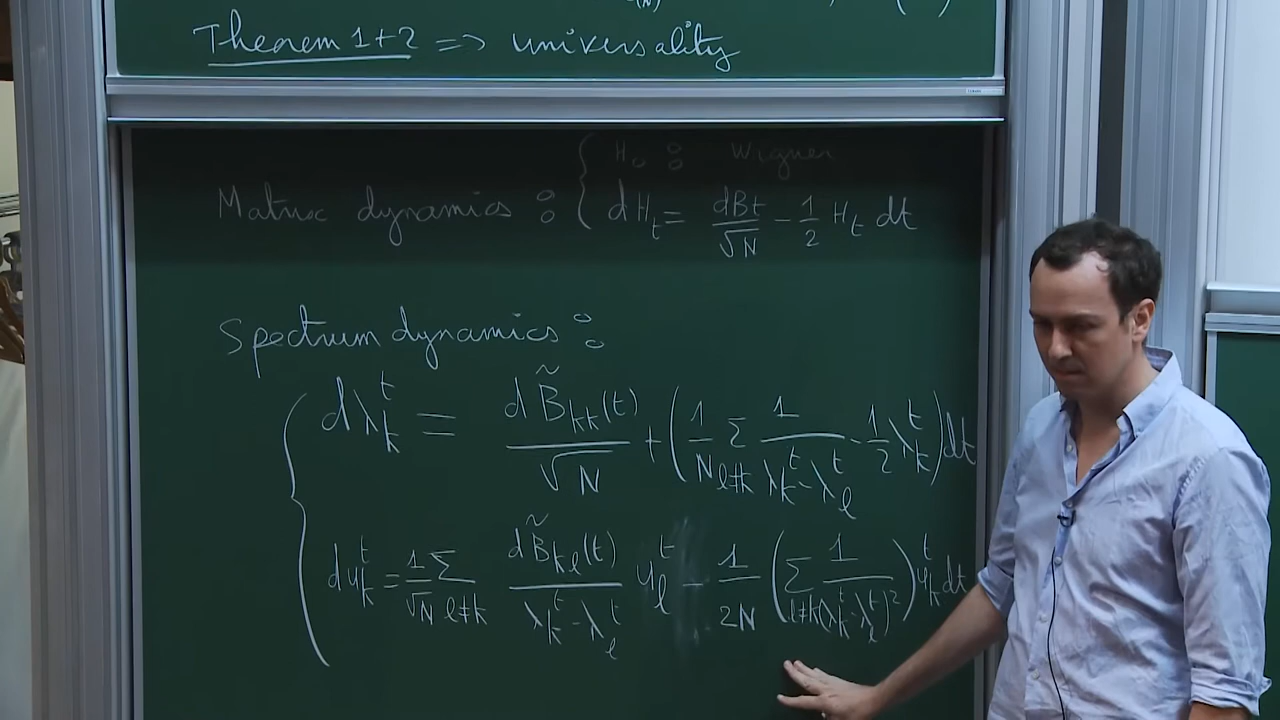 (N)
Theorem 1+2 => universality
H₀ : Wigner
Matrix dynamics : { dH_t = dB_t/√N - 1/2 H_t dt
Spectrum dynamics :
dλ_k^t = dB̃_kk(t)/√N + (1/N Σ_{l≠k} 1/(λ_k^t - λ_l^t) - 1/2 λ_k^t) dt
du_k^t = 1/√N Σ_{l≠k} dB̃_kl(t)/(λ_k^t - λ_l^t) u_l^t - 1/2N (Σ_{l≠k} 1/(λ_k^t - λ_l^t)²) u_k^t dt